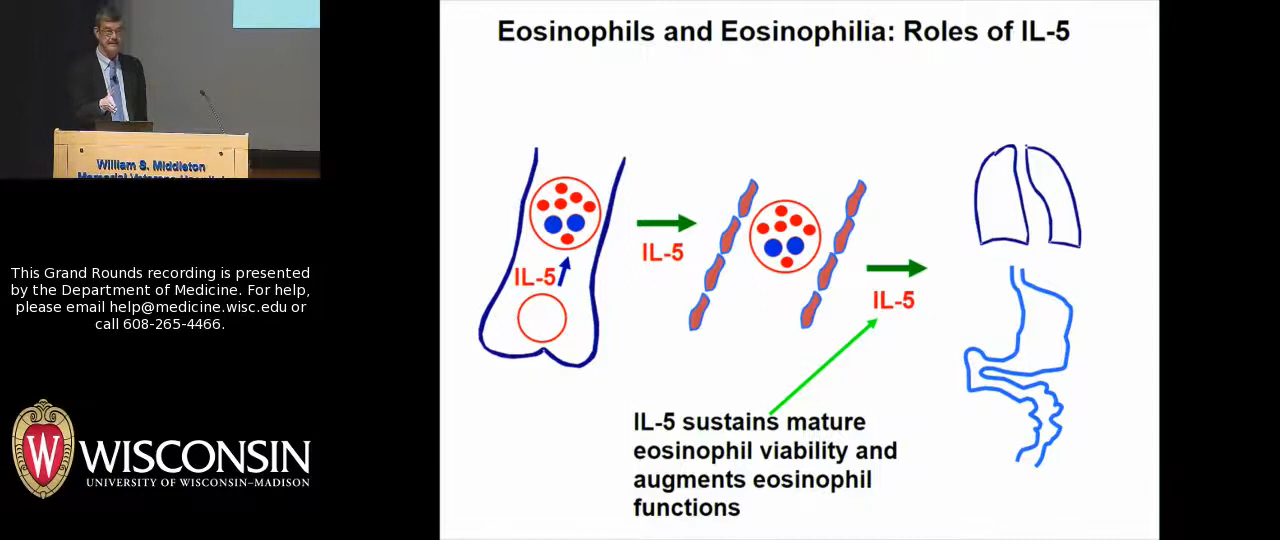 Eosinophils and Eosinophilia: Roles of IL-5
IL-5
IL-5
IL-5
IL-5 sustains mature
eosinophil viability and
augments eosinophil
functions
William S. Middleton
Memorial Veterans
This Grand Rounds recording is presented
by the Department of Medicine. For help,
please email help@medicine.wisc.edu or
call 608-265-4466.
W
WISCONSIN
UNIVERSITY OF WISCONSIN–MADISON